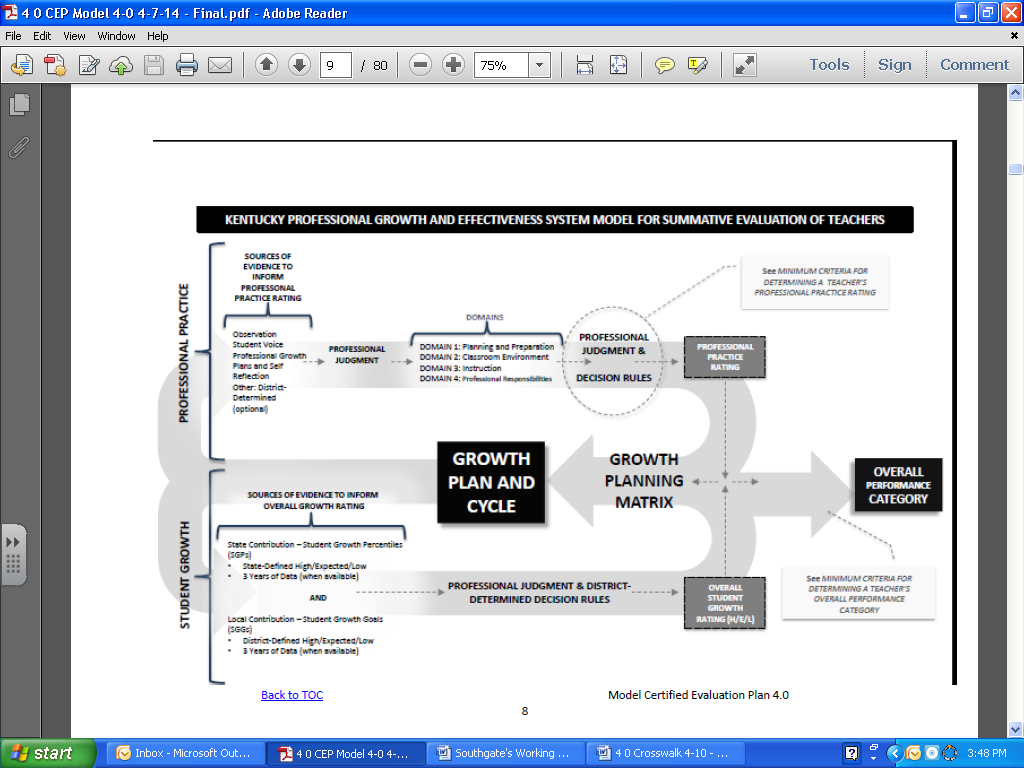 4 0 CEP Model 4-0 4-7-14 - Final.pdf - Adobe Reader
File Edit View Window Help
9 / 80 75% Tools Sign Comment
KENTUCKY PROFESSIONAL GROWTH AND EFFECTIVENESS SYSTEM MODEL FOR SUMMATIVE EVALUATION OF TEACHERS
PROFESSIONAL PRACTICE
SOURCES OF
EVIDENCE TO
INFORM
PROFESSIONAL
PRACTICE RATING
Observation
Student Voice
Professional Growth
Plans and Self
Reflection
Other: District-
Determined
(optional)
PROFESSIONAL
JUDGMENT
DOMAINS
DOMAIN 1: Planning and Preparation
DOMAIN 2: Classroom Environment
DOMAIN 3: Instruction
DOMAIN 4: Professional Responsibilities
PROFESSIONAL
JUDGMENT &
DECISION RULES
PROFESSIONAL
PRACTICE
RATING
See MINIMUM CRITERIA FOR
DETERMINING A TEACHER'S
PROFESSIONAL PRACTICE RATING
GROWTH
PLAN AND
CYCLE
GROWTH
PLANNING
MATRIX
OVERALL
PERFORMANCE
CATEGORY
STUDENT GROWTH
SOURCES OF EVIDENCE TO INFORM
OVERALL GROWTH RATING
State Contribution – Student Growth Percentiles
(SGPs)
• State-Defined High/Expected/Low
• 3 Years of Data (when available)
AND
Local Contribution – Student Growth Goals
(SGGs)
• District-Defined High/Expected/Low
• 3 Years of Data (when available)
PROFESSIONAL JUDGMENT & DISTRICT-
DETERMINED DECISION RULES
OVERALL
STUDENT
GROWTH
RATING (H/E/L)
See MINIMUM CRITERIA FOR
DETERMINING A TEACHER'S
OVERALL PERFORMANCE
CATEGORY
Back to TOC Model Certified Evaluation Plan 4.0
8
start Inbox - Microsoft Out... 4 0 CEP Model 4-0 4-... Southgate's Working ... 4 0 Crosswalk 4-10 - ... 3:48 PM